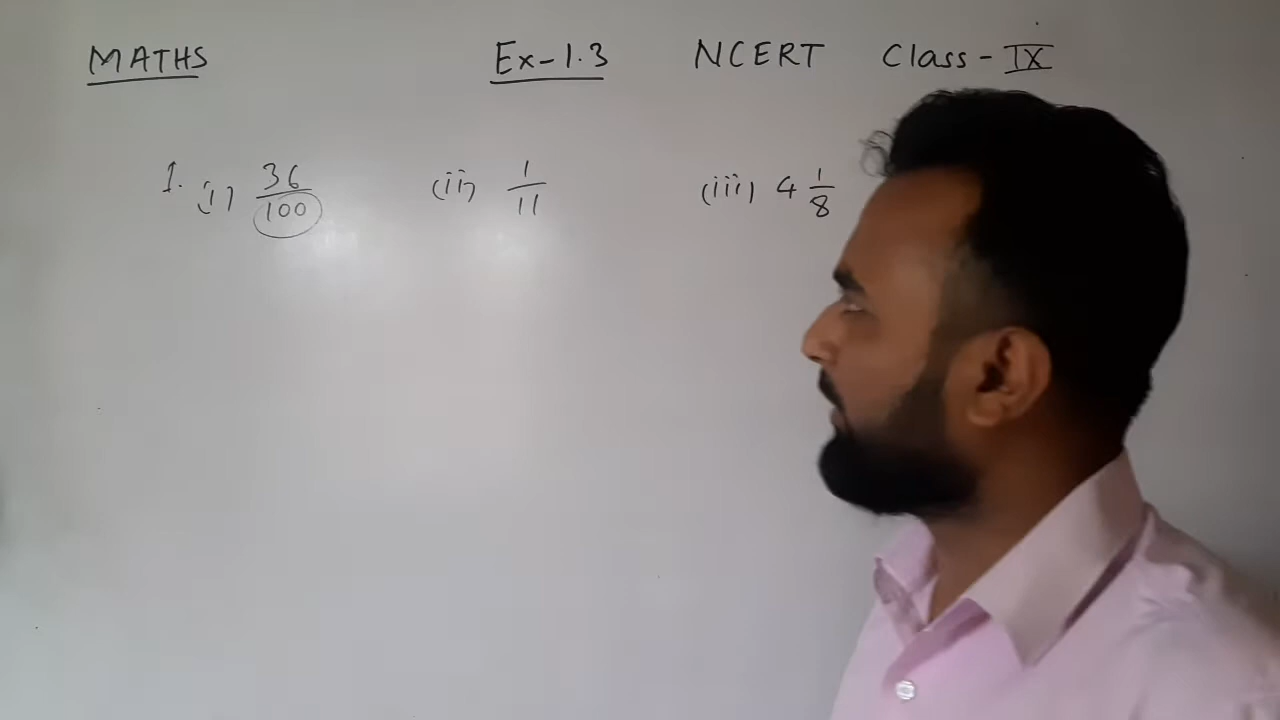 MATHS Ex-1.3 NCERT Class-IX
1. (i) 36/100 (ii) 1/11 (iii) 4 1/8